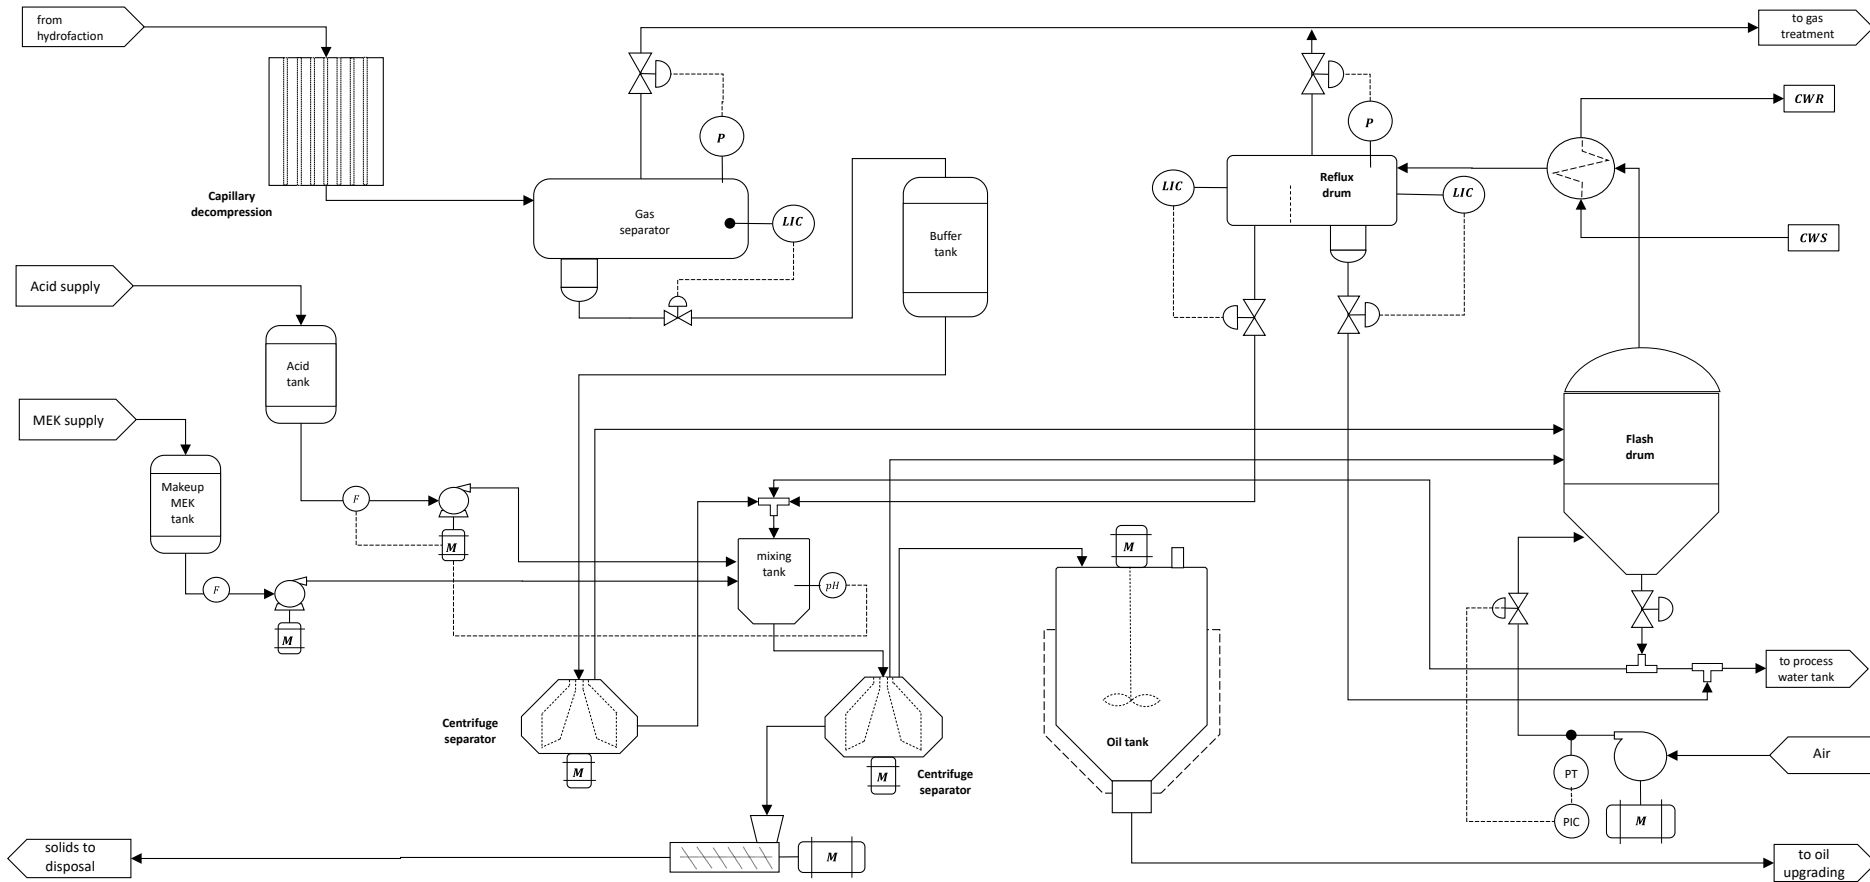 from
hydrofaction
to gas
treatment
CWR
P
P
Capillary
decompression
Reflux
drum
LIC
LIC
Gas
separator
LIC
Buffer
tank
CWS
Acid supply
Acid
tank
MEK supply
Makeup
MEK
tank
Flash
drum
F
M
mixing
tank
M
pH
F
M
to process
water tank
Centrifuge
separator
Oil tank
Air
M
M
Centrifuge
separator
PT
PIC
M
solids to
disposal
M
to oil
upgrading